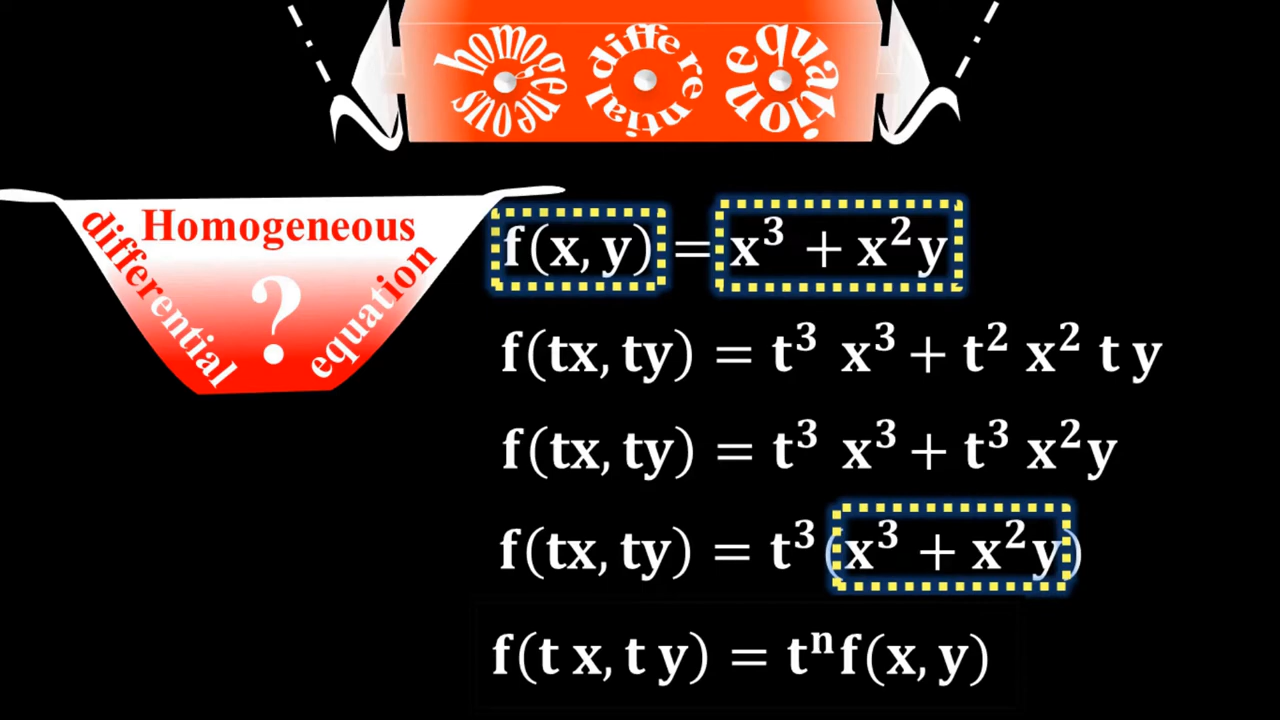 homogeneous differential equation
Homogeneous
differential
?
equation
f(x, y) = x³ + x²y
f(tx, ty) = t³ x³ + t² x² t y
f(tx, ty) = t³ x³ + t³ x²y
f(tx, ty) = t³ (x³ + x²y)
f(t x, t y) = tⁿf(x, y)